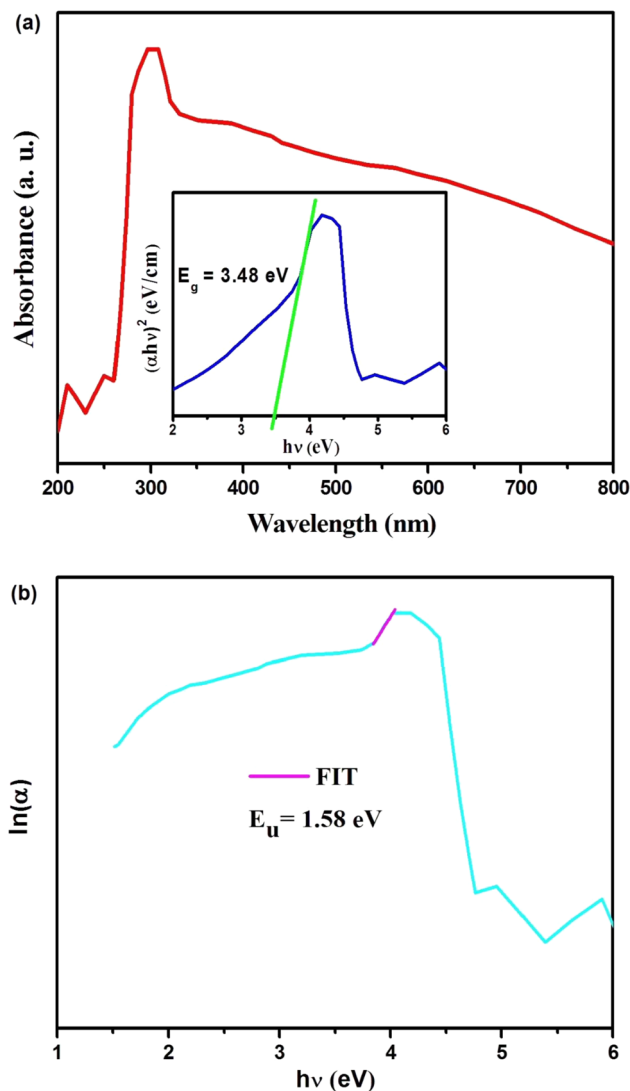 (a)
Absorbance (a. u.)
(αhν)² (eV/cm)
E_g = 3.48 eV
2 3 4 5 6
hν (eV)
200 300 400 500 600 700 800
Wavelength (nm)
(b)
ln(α)
FIT
E_u= 1.58 eV
1 2 3 4 5 6
hν (eV)